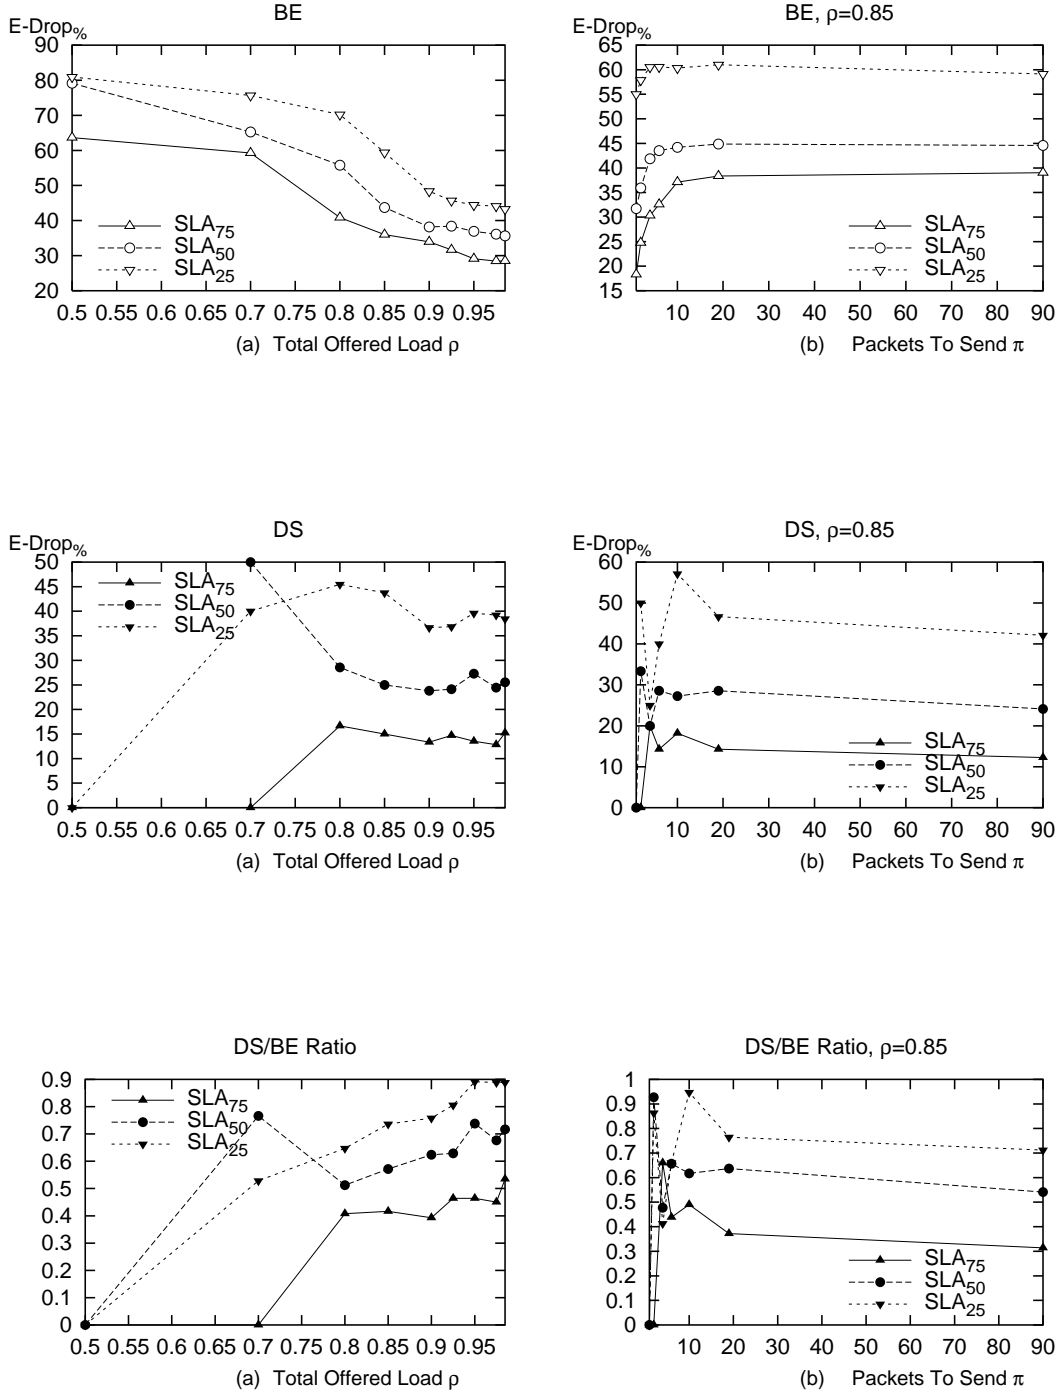 BE
E-Drop%
90
80
70
60
50
40
30
20
SLA75
SLA50
SLA25
0.5 0.55 0.6 0.65 0.7 0.75 0.8 0.85 0.9 0.95
(a) Total Offered Load ρ
BE, ρ=0.85
E-Drop%
65
60
55
50
45
40
35
30
25
20
15
SLA75
SLA50
SLA25
10 20 30 40 50 60 70 80 90
(b) Packets To Send π
DS
E-Drop%
50
45
40
35
30
25
20
15
10
5
0
SLA75
SLA50
SLA25
0.5 0.55 0.6 0.65 0.7 0.75 0.8 0.85 0.9 0.95
(a) Total Offered Load ρ
DS, ρ=0.85
E-Drop%
60
50
40
30
20
10
0
SLA75
SLA50
SLA25
10 20 30 40 50 60 70 80 90
(b) Packets To Send π
DS/BE Ratio
0.9
0.8
0.7
0.6
0.5
0.4
0.3
0.2
0.1
0
SLA75
SLA50
SLA25
0.5 0.55 0.6 0.65 0.7 0.75 0.8 0.85 0.9 0.95
(a) Total Offered Load ρ
DS/BE Ratio, ρ=0.85
1
0.9
0.8
0.7
0.6
0.5
0.4
0.3
0.2
0.1
0
SLA75
SLA50
SLA25
10 20 30 40 50 60 70 80 90
(b) Packets To Send π